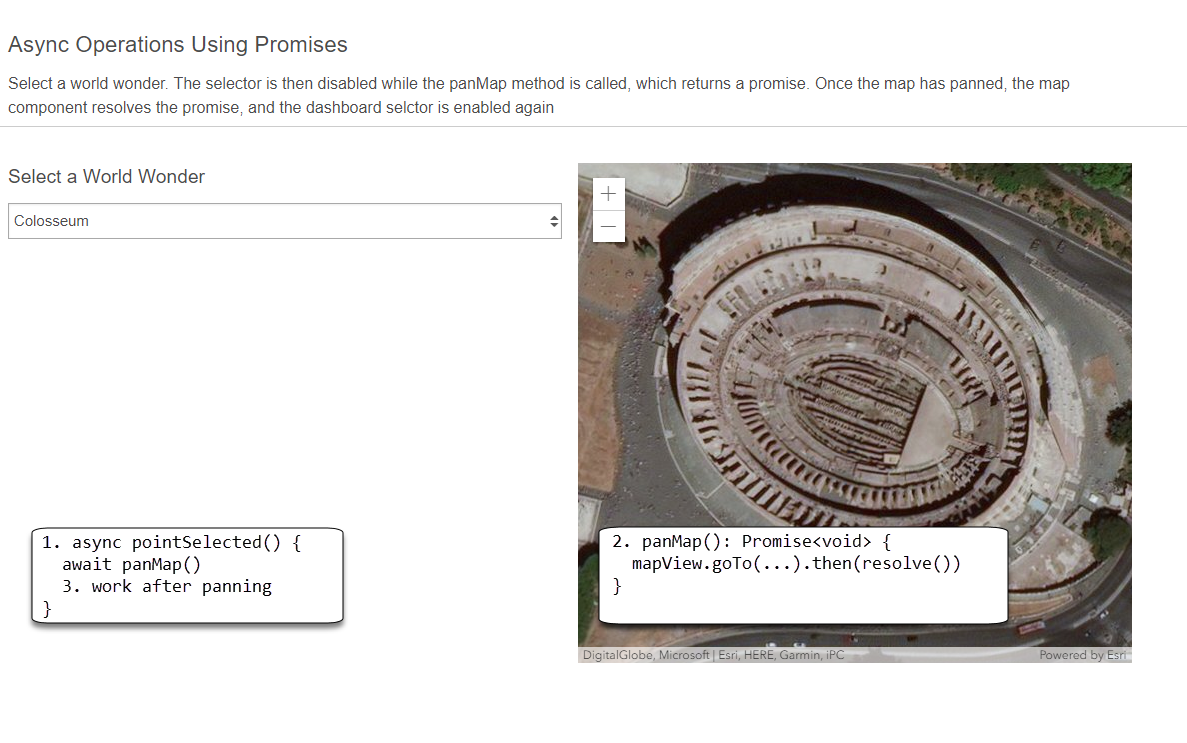 Async Operations Using Promises
Select a world wonder. The selector is then disabled while the panMap method is called, which returns a promise. Once the map has panned, the map
component resolves the promise, and the dashboard selctor is enabled again
Select a World Wonder
Colosseum
+
−
1. async pointSelected() {
await panMap()
3. work after panning
}
2. panMap(): Promise<void> {
mapView.goTo(...).then(resolve())
}
DigitalGlobe, Microsoft | Esri, HERE, Garmin, iPC
Powered by Esri